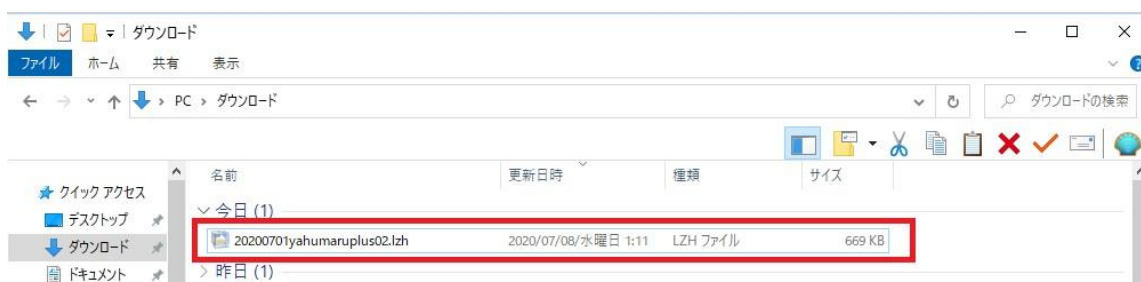 ダウンロード
ファイル ホーム 共有 表示
PC › ダウンロード ダウンロードの検索
名前 更新日時 種類 サイズ
クイック アクセス
今日 (1)
デスクトップ
20200701yahumaruplus02.lzh 2020/07/08/水曜日 1:11 LZH ファイル 669 KB
ダウンロード
ドキュメント
昨日 (1)